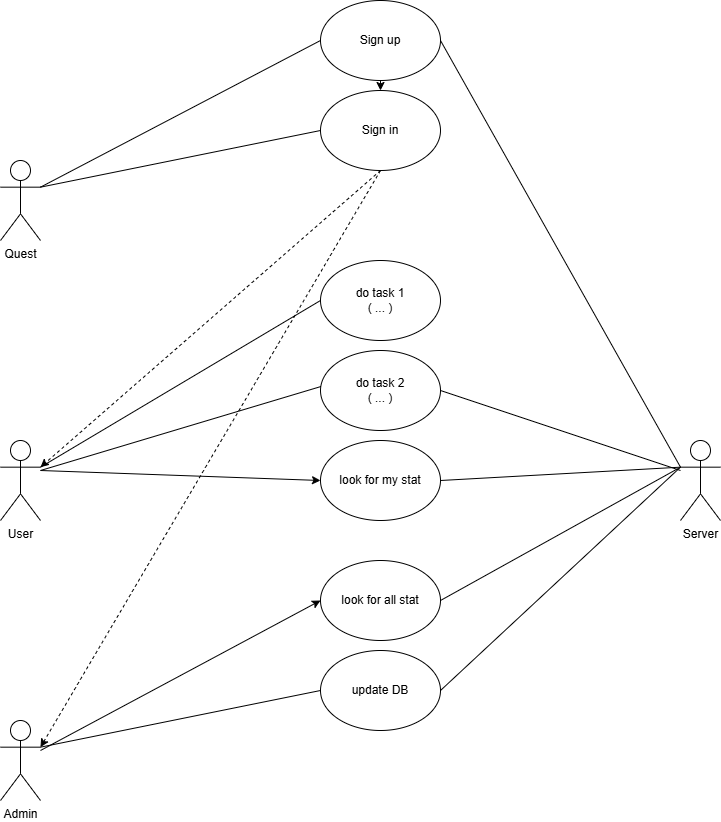 Sign up
Sign in
Quest
do task 1
( ... )
do task 2
( ... )
look for my stat
User
Server
look for all stat
update DB
Admin